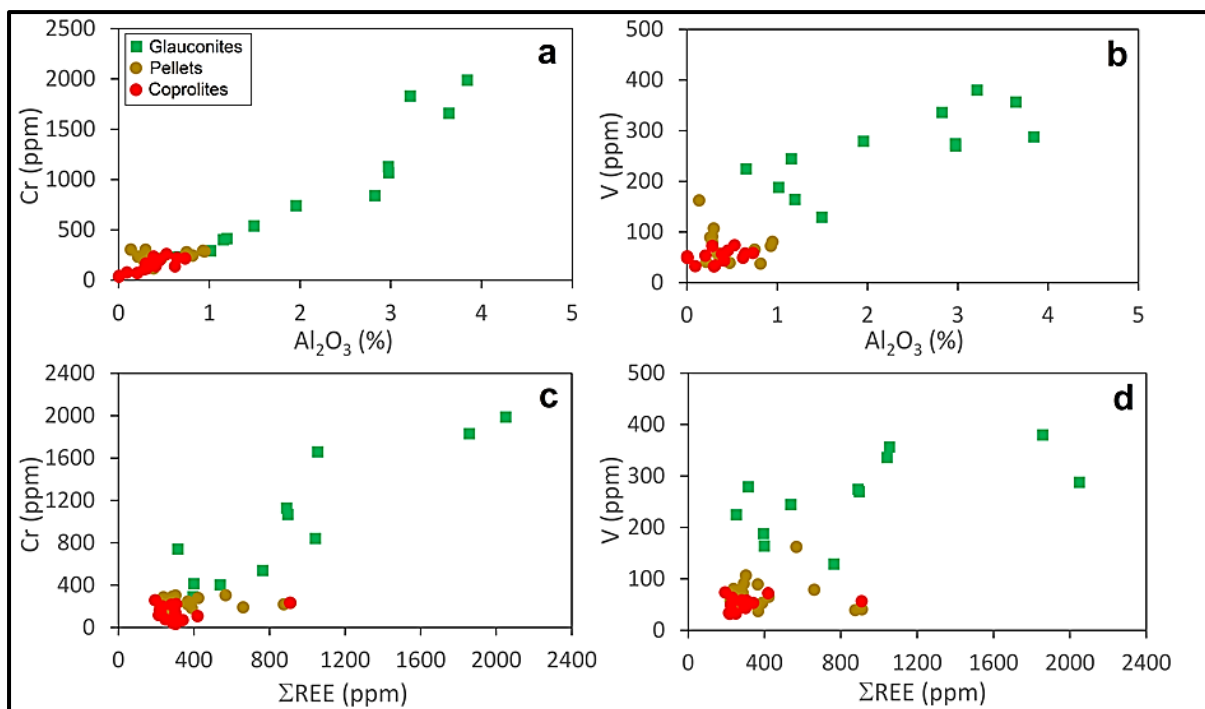 a
2500
2000
1500
1000
500
0
Cr (ppm)
Glauconites
Pellets
Coprolites
0 1 2 3 4 5
Al₂O₃ (%)
b
500
400
300
200
100
0
V (ppm)
0 1 2 3 4 5
Al₂O₃ (%)
c
2400
2000
1600
1200
800
400
0
Cr (ppm)
0 400 800 1200 1600 2000 2400
ΣREE (ppm)
d
500
400
300
200
100
0
V (ppm)
0 400 800 1200 1600 2000 2400
ΣREE (ppm)